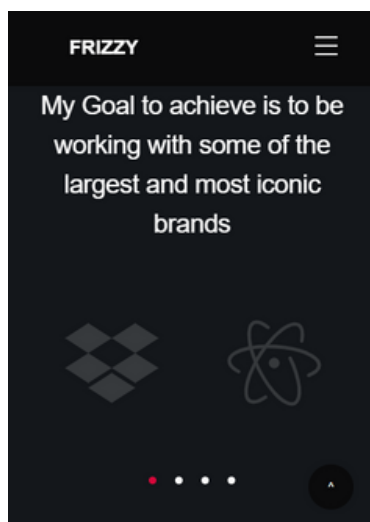 FRIZZY
My Goal to achieve is to be
working with some of the
largest and most iconic
brands